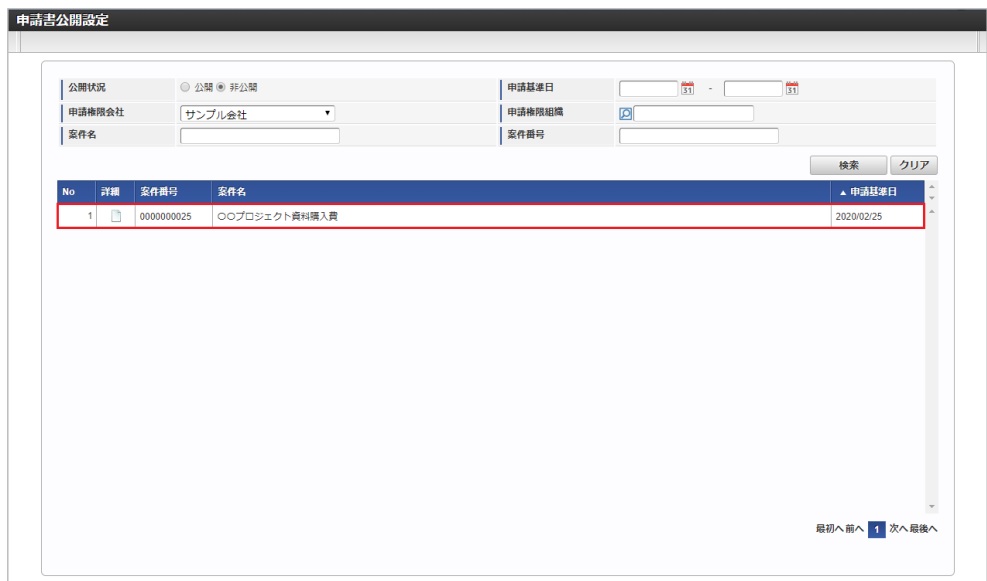 申請書公開設定
公開状況 公開 非公開 申請基準日 31 - 31
申請権限会社 サンプル会社 申請権限組織
案件名 案件番号
検索 クリア
No 詳細 案件番号 案件名 ▲ 申請基準日
1 0000000025 〇〇プロジェクト資料購入費 2020/02/25
最初へ 前へ 1 次へ 最後へ